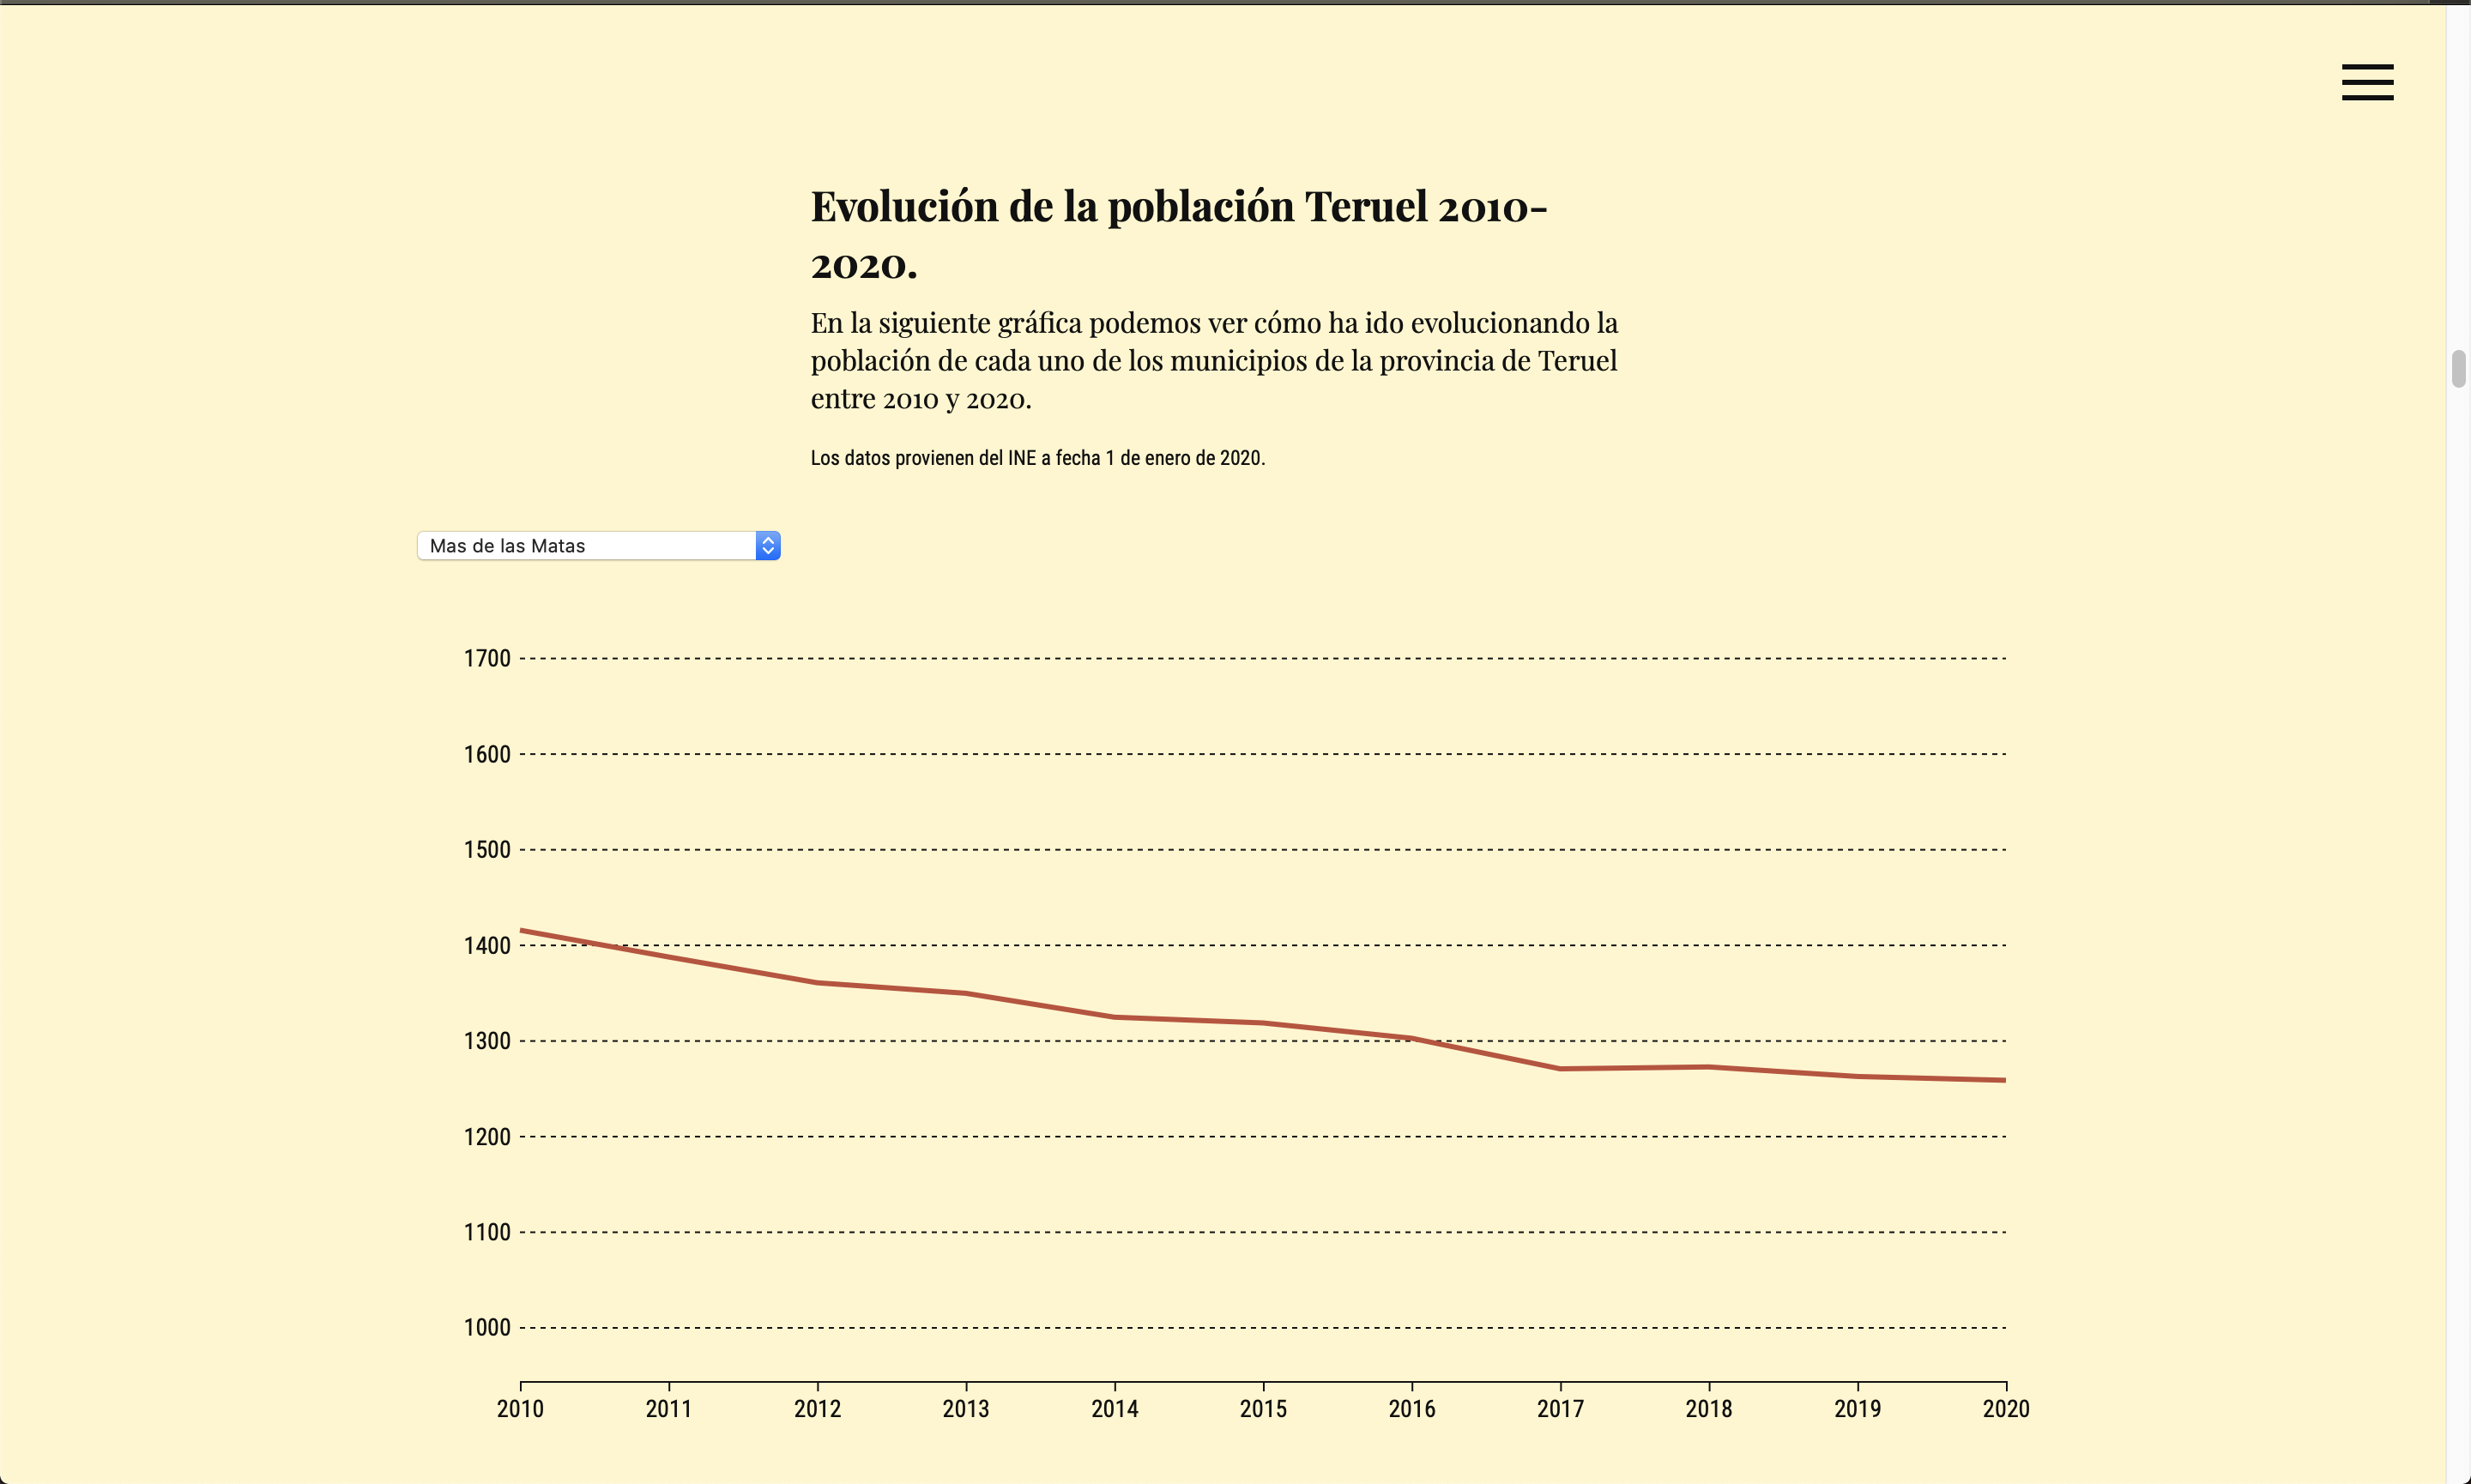 Evolución de la población Teruel 2010-
2020.
En la siguiente gráfica podemos ver cómo ha ido evolucionando la
población de cada uno de los municipios de la provincia de Teruel
entre 2010 y 2020.
Los datos provienen del INE a fecha 1 de enero de 2020.
Mas de las Matas
1700
1600
1500
1400
1300
1200
1100
1000
2010 2011 2012 2013 2014 2015 2016 2017 2018 2019 2020